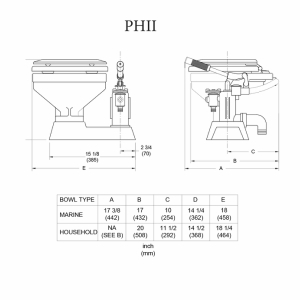 PHII
2 3/4
(70)
15 1/8
(385)
C
B
E
A
BOWL TYPE A B C D E
MARINE 17 3/8 17 10 14 1/4 18
(442) (432) (254) (362) (456)
HOUSEHOLD NA 20 11 1/2 14 1/2 18 1/4
(SEE B) (508) (292) (368) (464)
inch
(mm)